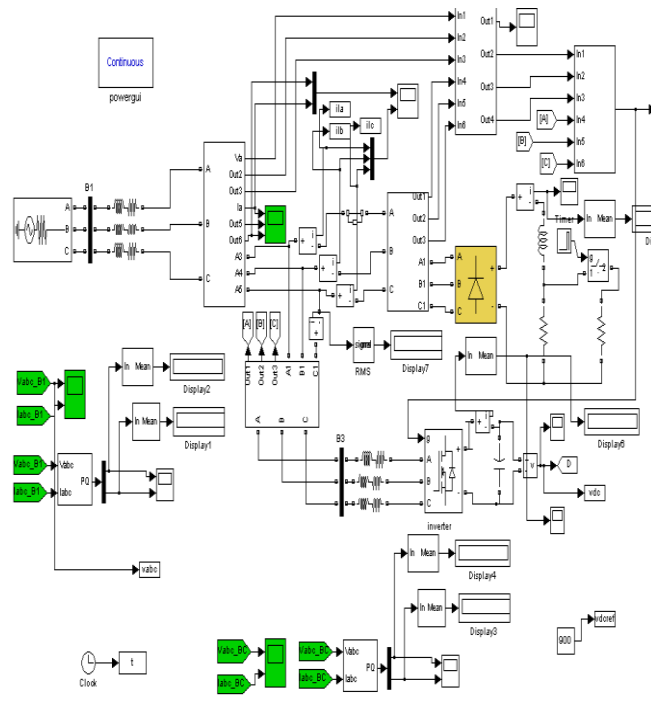 Continuous
powergui
In1
In2
In3
In4
In5
In6
Out1
Out2
Out3
Out4
In1
In2
In3
In4
In5
In6
[A]
[B]
[C]
ila
ilb
ilc
B1
A
B
C
A
B
C
Va
Out2
Out3
Ia
Out5
Out6
A3
A4
A5
A
B
C
Out1
Out2
Out3
A1
B1
C1
A
B
C
+
-
Timer
In Mean
signal
RMS
Display7
[A]
[B]
[C]
Out1
Out2
Out3
A1
B1
C1
A
B
C
In Mean
Display2
In Mean
Display1
Vabc_B1
Iabc_B1
Vabc_B1
Iabc_B1
Vabc
Iabc
PQ
vabc
B3
g
A
B
C
+
-
inverter
In Mean
Display6
D
vdc
In Mean
Display4
In Mean
Display3
Vabc_BC
Iabc_BC
Vabc_BC
Iabc_BC
Vabc
Iabc
PQ
900
vdcref
Clock
t